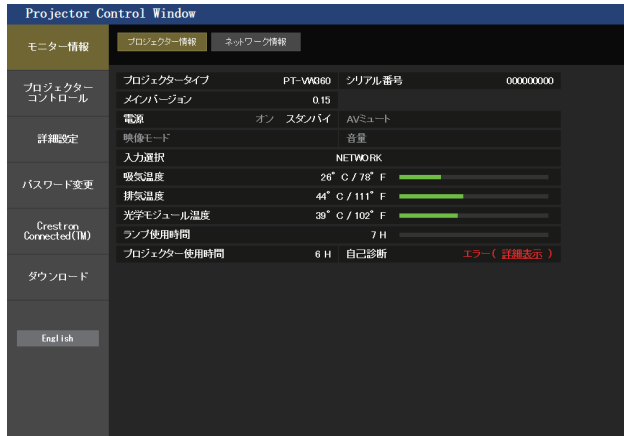 Projector Control Window
モニター情報
プロジェクター情報 ネットワーク情報
プロジェクター
コントロール
詳細設定
パスワード変更
Crestron
Connected(TM)
ダウンロード
English
プロジェクタータイプ PT-VW360 シリアル番号 000000000
メインバージョン 0.15
電源 オン スタンバイ AVミュート
映像モード 音量
入力選択 NETWORK
吸気温度 26° C / 78° F
排気温度 44° C / 111° F
光学モジュール温度 39° C / 102° F
ランプ使用時間 7 H
プロジェクター使用時間 6 H 自己診断 エラー( 詳細表示 )